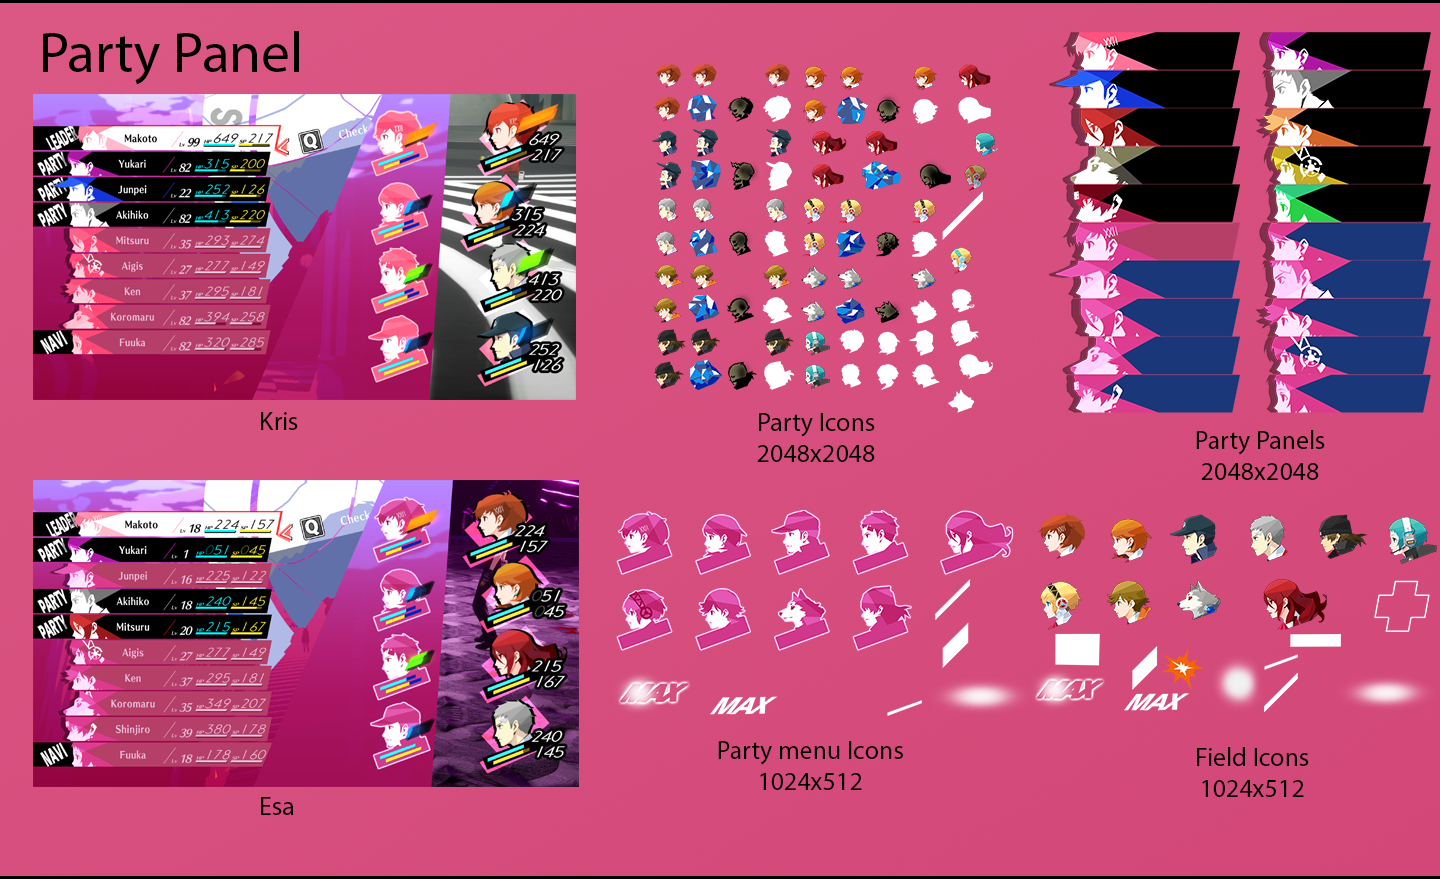 Party Panel
LEADER Makoto Lv 99 HP 649 SP 217
PARTY Yukari Lv 82 HP 315 SP 200
PARTY Junpei Lv 22 HP 252 SP 126
PARTY Akihiko Lv 82 HP 413 SP 220
Mitsuru Lv 35 HP 293 SP 274
Aigis Lv 27 HP 277 SP 149
Ken Lv 37 HP 295 SP 181
Koromaru Lv 82 HP 394 SP 258
NAVI Fuuka Lv 82 HP 320 SP 285
Q Check
649
217
315
224
413
220
252
126
Kris
LEADER Makoto Lv 18 HP 224 SP 157
PARTY Yukari Lv 1 HP 051 SP 045
Junpei Lv 16 HP 225 SP 122
PARTY Akihiko Lv 18 HP 240 SP 145
PARTY Mitsuru Lv 20 HP 215 SP 167
Aigis Lv 27 HP 277 SP 149
Ken Lv 37 HP 295 SP 181
Koromaru Lv 35 HP 349 SP 207
Shinjiro Lv 39 HP 380 SP 178
NAVI Fuuka Lv 18 HP 178 SP 160
Q Check
224
157
051
045
215
167
240
145
Esa
Party Icons
2048x2048
XXII
XXII
Party Panels
2048x2048
MAX
MAX
Party menu Icons
1024x512
MAX
MAX
Field Icons
1024x512